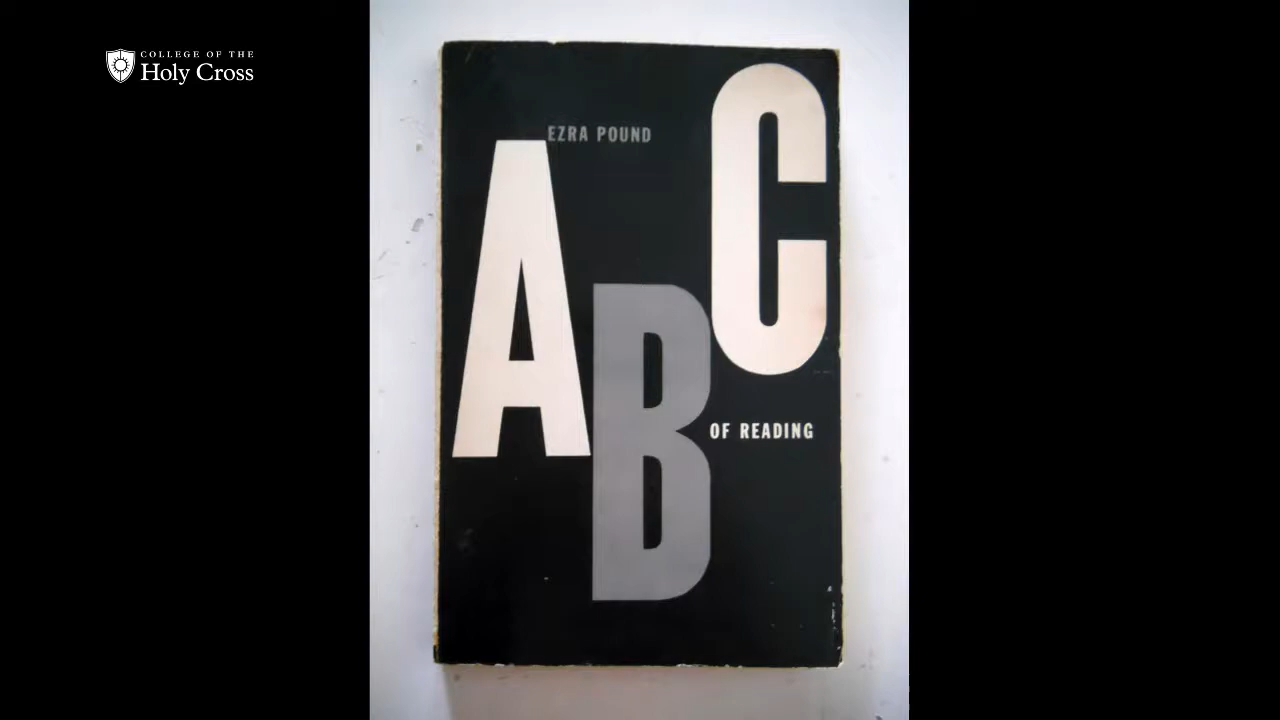 COLLEGE OF THE
Holy Cross
EZRA POUND
A B C
OF READING